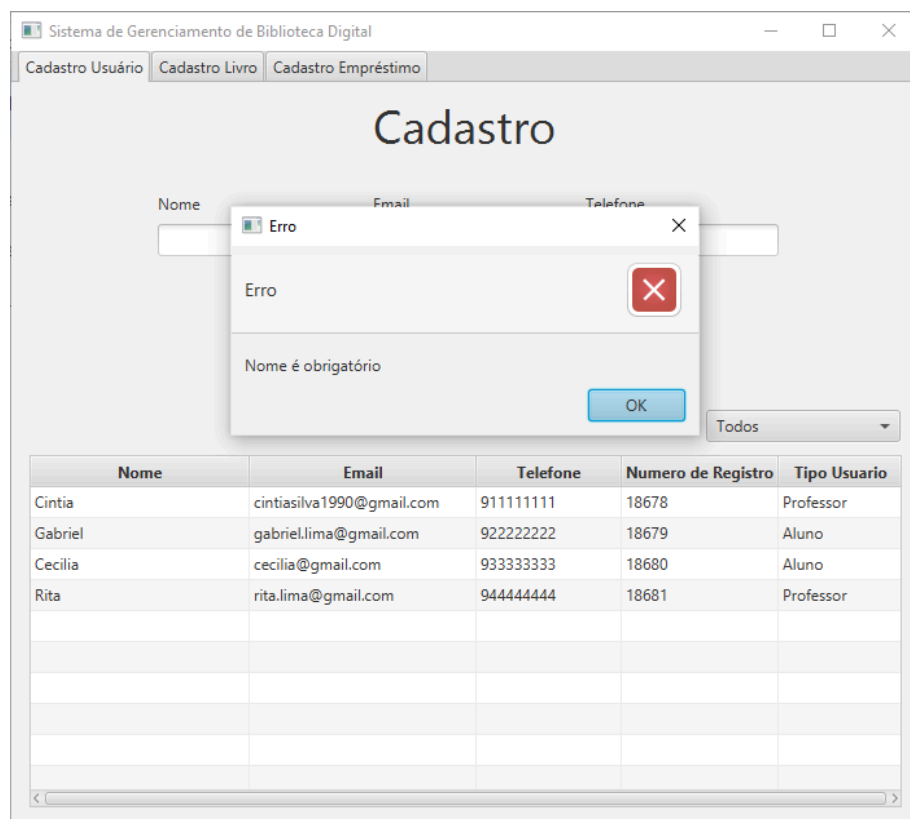 Sistema de Gerenciamento de Biblioteca Digital
Cadastro Usuário Cadastro Livro Cadastro Empréstimo
Cadastro
Nome Email Telefone
Erro
Erro
Nome é obrigatório
OK
Todos
Nome Email Telefone Numero de Registro Tipo Usuario
Cintia cintiasilva1990@gmail.com 911111111 18678 Professor
Gabriel gabriel.lima@gmail.com 922222222 18679 Aluno
Cecilia cecilia@gmail.com 933333333 18680 Aluno
Rita rita.lima@gmail.com 944444444 18681 Professor